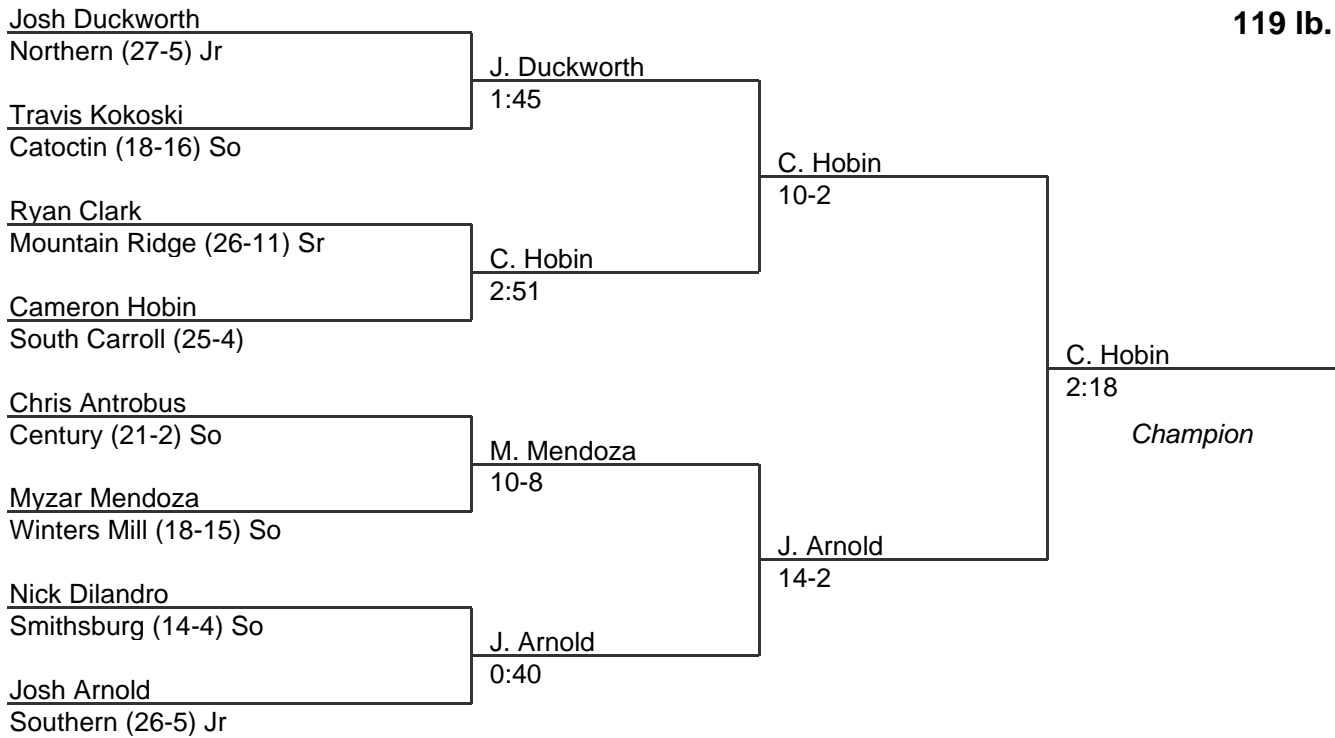 119 lb.
Josh Duckworth
Northern (27-5) Jr
J. Duckworth
1:45
Travis Kokoski
Catoctin (18-16) So
C. Hobin
10-2
Ryan Clark
Mountain Ridge (26-11) Sr
C. Hobin
2:51
Cameron Hobin
South Carroll (25-4)
C. Hobin
2:18
Champion
Chris Antrobus
Century (21-2) So
M. Mendoza
10-8
Myzar Mendoza
Winters Mill (18-15) So
J. Arnold
14-2
Nick Dilandro
Smithsburg (14-4) So
J. Arnold
0:40
Josh Arnold
Southern (26-5) Jr